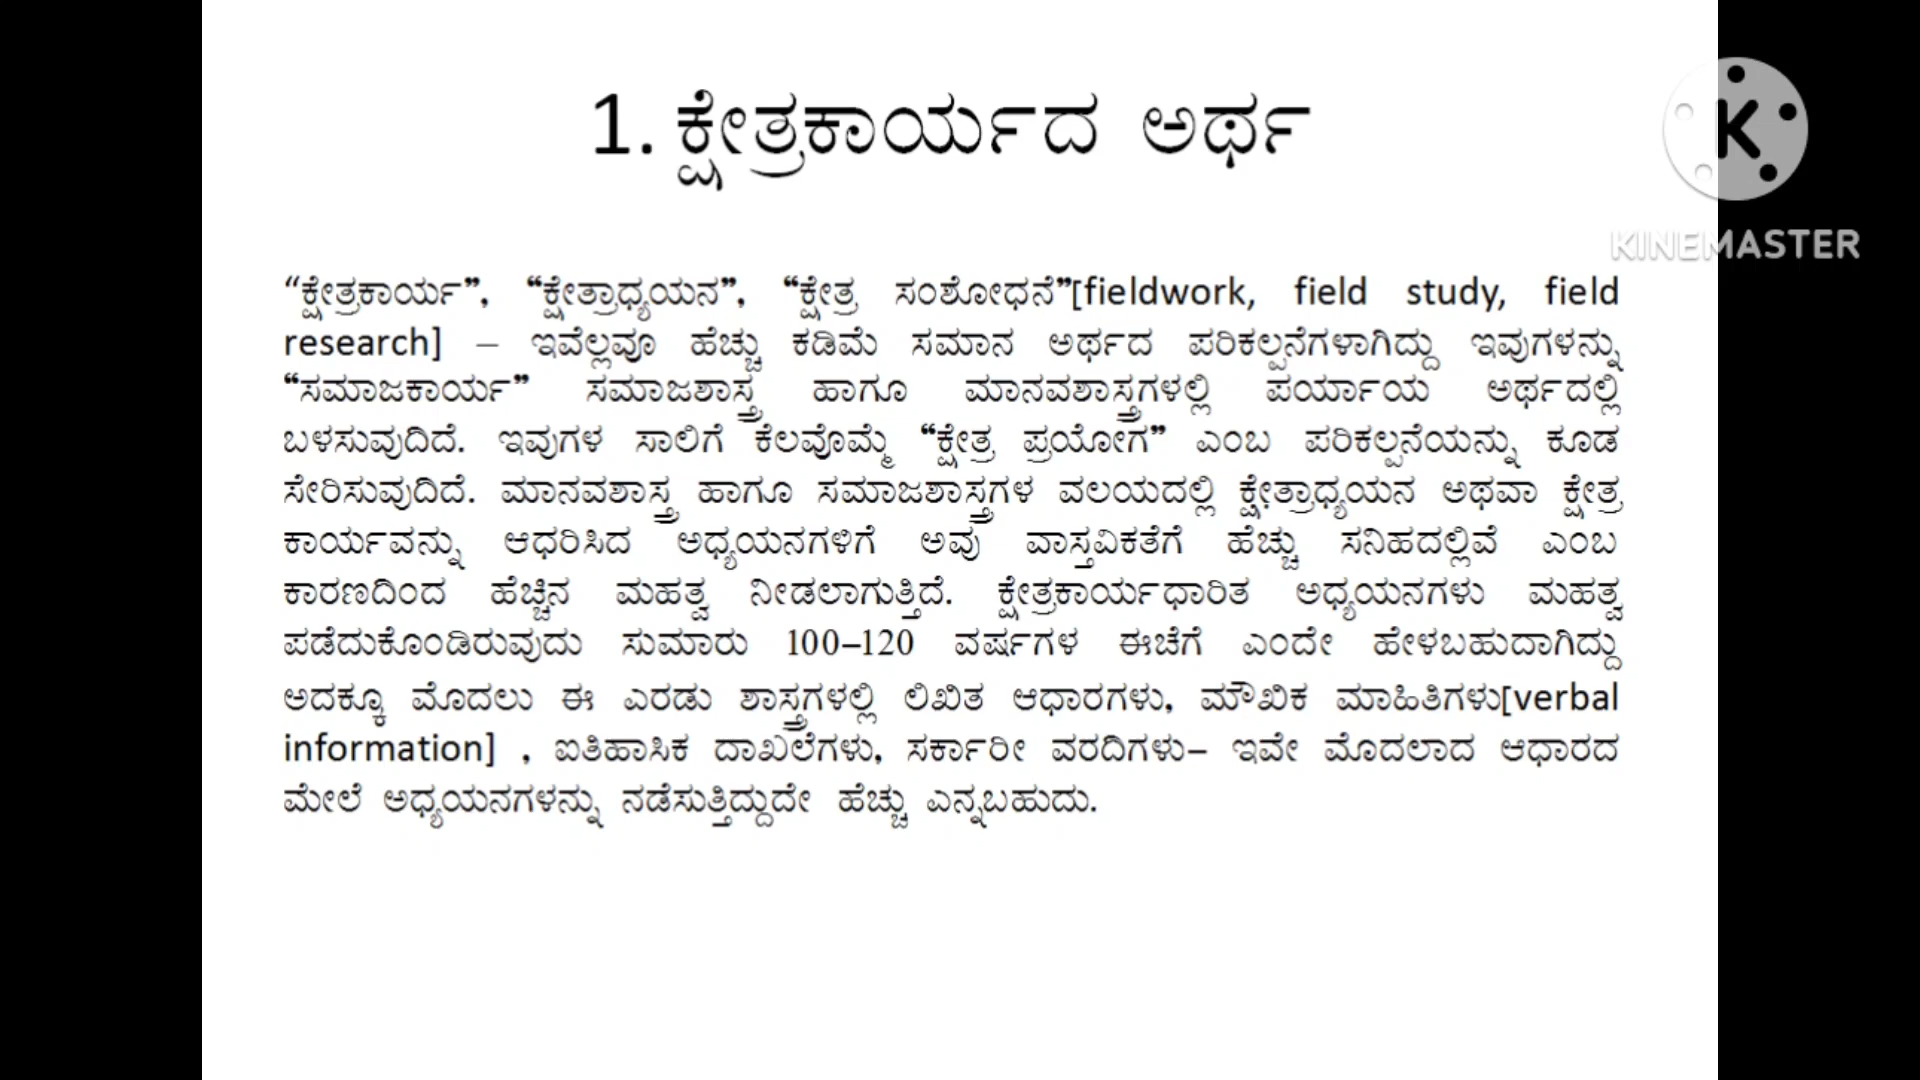 1. ಕ್ಷೇತ್ರಕಾರ್ಯದ ಅರ್ಥ
K
KINEMASTER
“ಕ್ಷೇತ್ರಕಾರ್ಯ”, “ಕ್ಷೇತ್ರಾಧ್ಯಯನ”, “ಕ್ಷೇತ್ರ ಸಂಶೋಧನೆ”[fieldwork, field study, field
research] – ಇವೆಲ್ಲವೂ ಹೆಚ್ಚು ಕಡಿಮೆ ಸಮಾನ ಅರ್ಥದ ಪರಿಕಲ್ಪನೆಗಳಾಗಿದ್ದು ಇವುಗಳನ್ನು
“ಸಮಾಜಕಾರ್ಯ” ಸಮಾಜಶಾಸ್ತ್ರ ಹಾಗೂ ಮಾನವಶಾಸ್ತ್ರಗಳಲ್ಲಿ ಪರ್ಯಾಯ ಅರ್ಥದಲ್ಲಿ
ಬಳಸುವುದಿದೆ. ಇವುಗಳ ಸಾಲಿಗೆ ಕೆಲವೊಮ್ಮೆ “ಕ್ಷೇತ್ರ ಪ್ರಯೋಗ” ಎಂಬ ಪರಿಕಲ್ಪನೆಯನ್ನು ಕೂಡ
ಸೇರಿಸುವುದಿದೆ. ಮಾನವಶಾಸ್ತ್ರ ಹಾಗೂ ಸಮಾಜಶಾಸ್ತ್ರಗಳ ವಲಯದಲ್ಲಿ ಕ್ಷೇತ್ರಾಧ್ಯಯನ ಅಥವಾ ಕ್ಷೇತ್ರ
ಕಾರ್ಯವನ್ನು ಆಧರಿಸಿದ ಅಧ್ಯಯನಗಳಿಗೆ ಅವು ವಾಸ್ತವಿಕತೆಗೆ ಹೆಚ್ಚು ಸನಿಹದಲ್ಲಿವೆ ಎಂಬ
ಕಾರಣದಿಂದ ಹೆಚ್ಚಿನ ಮಹತ್ವ ನೀಡಲಾಗುತ್ತಿದೆ. ಕ್ಷೇತ್ರಕಾರ್ಯಧಾರಿತ ಅಧ್ಯಯನಗಳು ಮಹತ್ವ
ಪಡೆದುಕೊಂಡಿರುವುದು ಸುಮಾರು 100–120 ವರ್ಷಗಳ ಈಚೆಗೆ ಎಂದೇ ಹೇಳಬಹುದಾಗಿದ್ದು
ಅದಕ್ಕೂ ಮೊದಲು ಈ ಎರಡು ಶಾಸ್ತ್ರಗಳಲ್ಲಿ ಲಿಖಿತ ಆಧಾರಗಳು, ಮೌಖಿಕ ಮಾಹಿತಿಗಳು[verbal
information] , ಐತಿಹಾಸಿಕ ದಾಖಲೆಗಳು, ಸರ್ಕಾರೀ ವರದಿಗಳು– ಇವೇ ಮೊದಲಾದ ಆಧಾರದ
ಮೇಲೆ ಅಧ್ಯಯನಗಳನ್ನು ನಡೆಸುತ್ತಿದ್ದುದೇ ಹೆಚ್ಚು ಎನ್ನಬಹುದು.